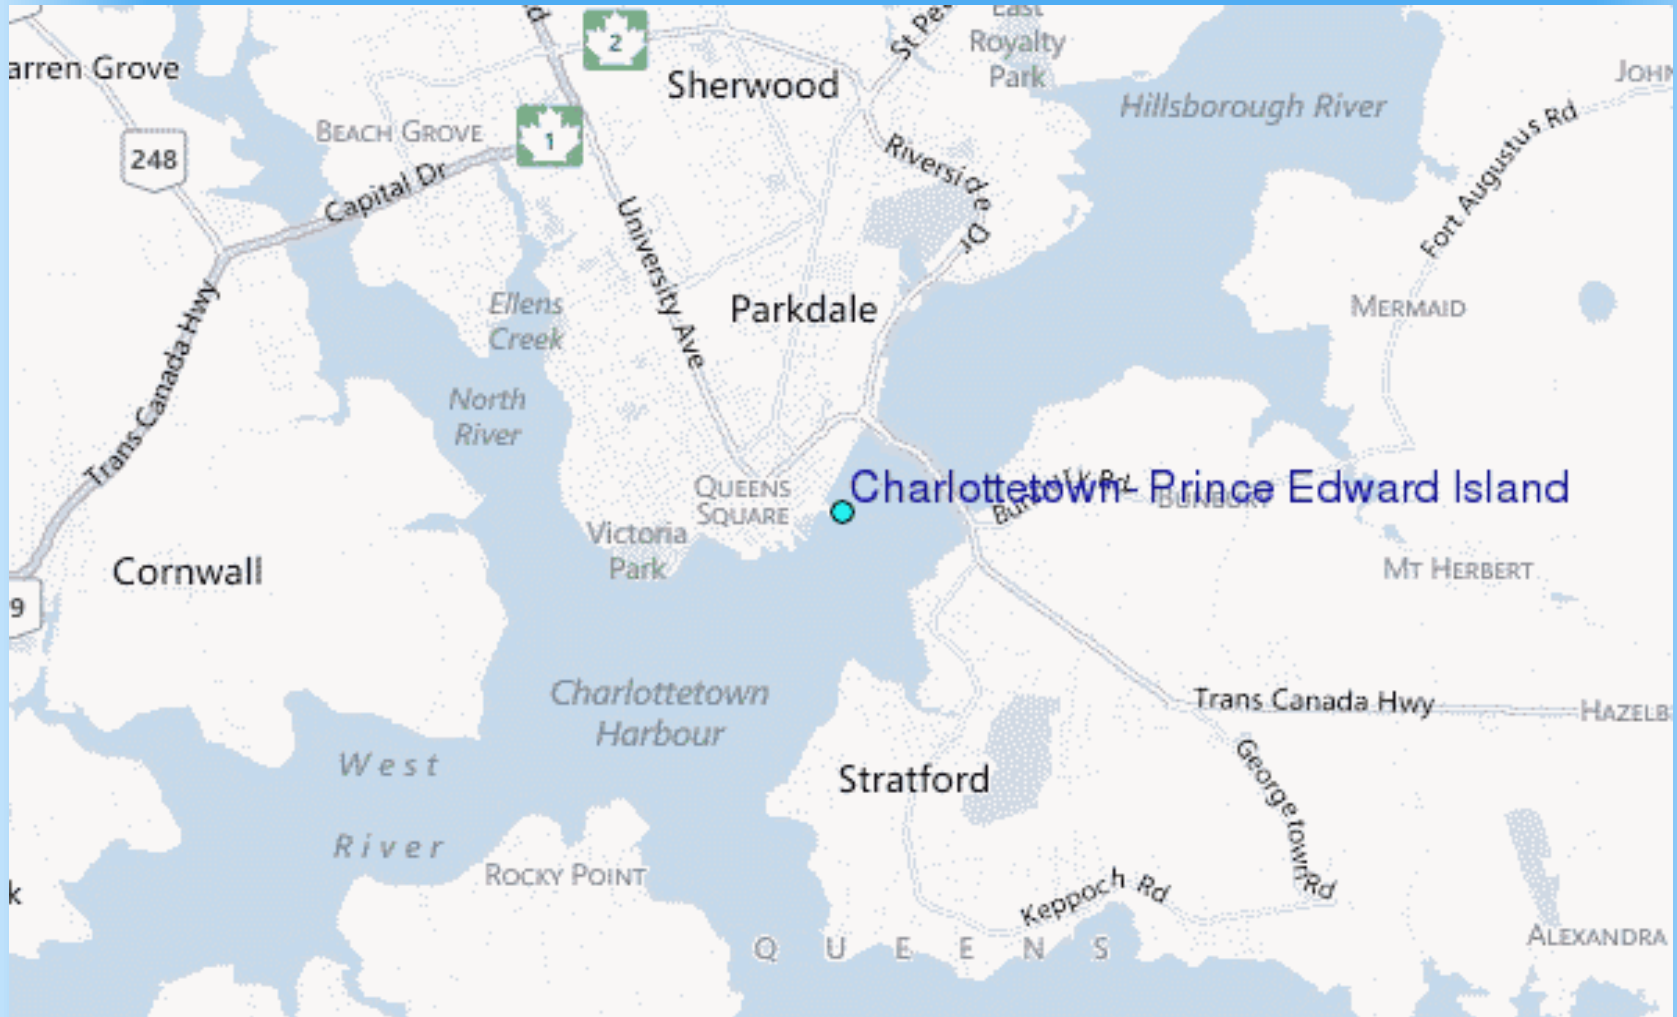 2
East
Royalty
Park
St Pe
Sherwood
arren Grove
Hillsborough River
JOHN
BEACH GROVE
1
248
Capital Dr
Riverside Dr
Fort Augustus Rd
University Ave
Ellens
Creek
Parkdale
MERMAID
Trans Canada Hwy
North
River
QUEENS
SQUARE
Charlottetown- Prince Edward Island
BUNBURY
Victoria
Park
Cornwall
MT HERBERT
9
Charlottetown
Harbour
Trans Canada Hwy
HAZELB
West
River
Stratford
Georgetown Rd
ROCKY POINT
Keppoch Rd
k
QUEENS
ALEXANDRA